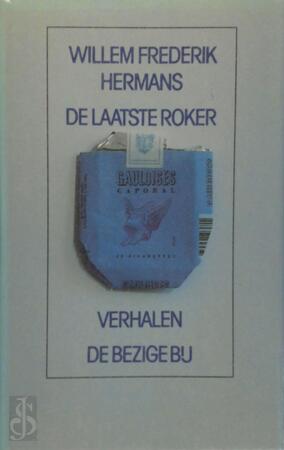 WILLEM FREDERIK
HERMANS
DE LAATSTE ROKER
GAULOISES
CAPORAL
VERHALEN
DE BEZIGE BIJ